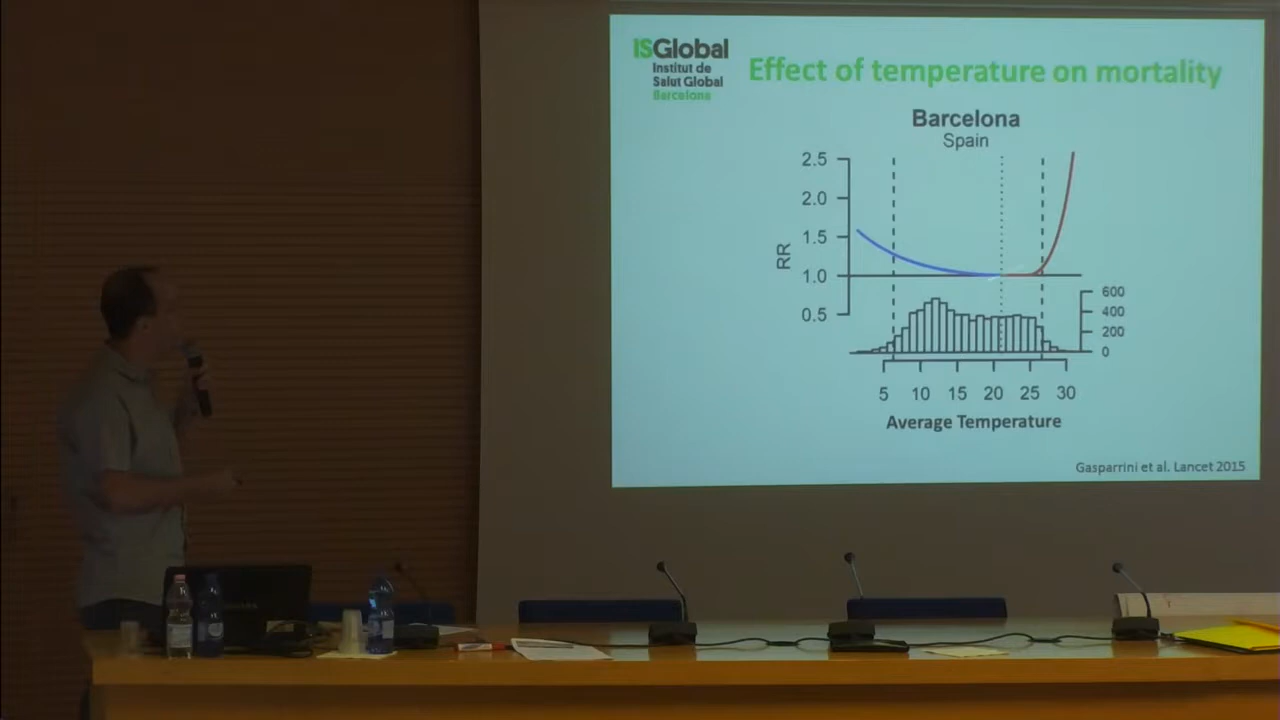 ISGlobal
Institut de
Salut Global
Barcelona
Effect of temperature on mortality
Barcelona
Spain
2.5
2.0
1.5
1.0
0.5
RR
600
400
200
0
5 10 15 20 25 30
Average Temperature
Gasparrini et al. Lancet 2015